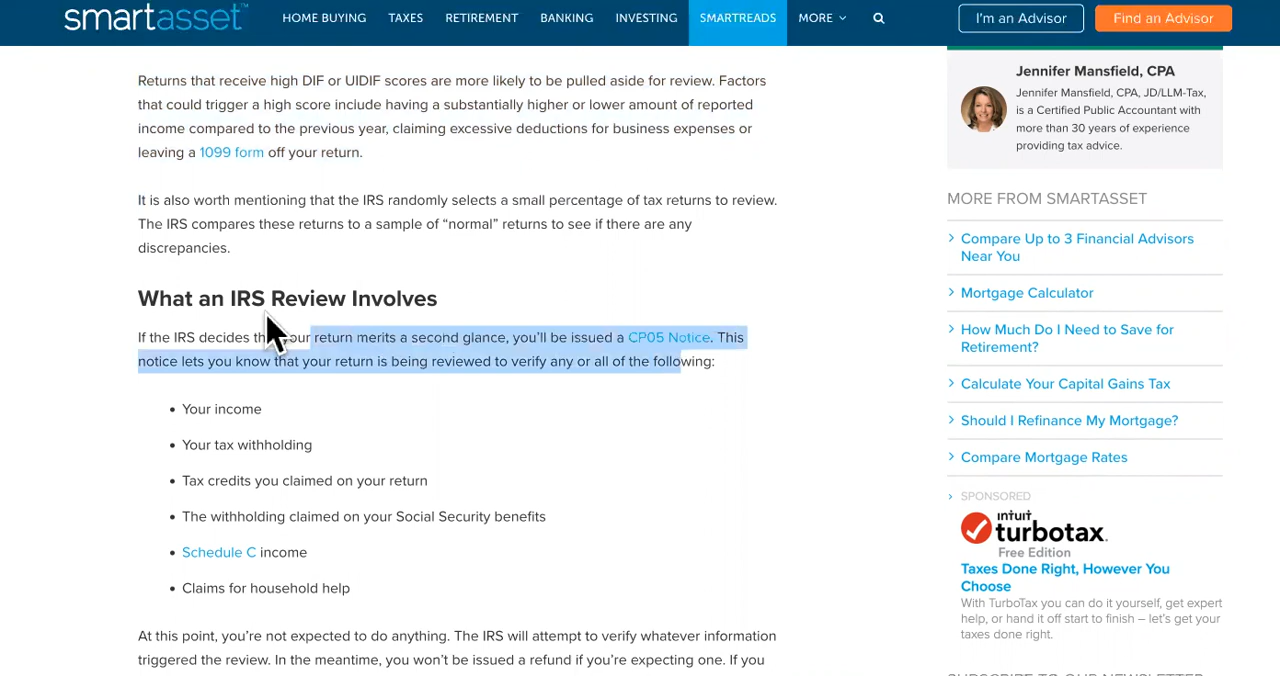 smartasset™
HOME BUYING
TAXES
RETIREMENT
BANKING
INVESTING
SMARTREADS
MORE
I'm an Advisor
Find an Advisor
Returns that receive high DIF or UIDIF scores are more likely to be pulled aside for review. Factors
that could trigger a high score include having a substantially higher or lower amount of reported
income compared to the previous year, claiming excessive deductions for business expenses or
leaving a 1099 form off your return.
It is also worth mentioning that the IRS randomly selects a small percentage of tax returns to review.
The IRS compares these returns to a sample of “normal” returns to see if there are any
discrepancies.
What an IRS Review Involves
If the IRS decides your return merits a second glance, you’ll be issued a CP05 Notice. This
notice lets you know that your return is being reviewed to verify any or all of the following:
• Your income
• Your tax withholding
• Tax credits you claimed on your return
• The withholding claimed on your Social Security benefits
• Schedule C income
• Claims for household help
At this point, you’re not expected to do anything. The IRS will attempt to verify whatever information
triggered the review. In the meantime, you won’t be issued a refund if you’re expecting one. If you
Jennifer Mansfield, CPA
Jennifer Mansfield, CPA, JD/LLM-Tax,
is a Certified Public Accountant with
more than 30 years of experience
providing tax advice.
MORE FROM SMARTASSET
Compare Up to 3 Financial Advisors
Near You
Mortgage Calculator
How Much Do I Need to Save for
Retirement?
Calculate Your Capital Gains Tax
Should I Refinance My Mortgage?
Compare Mortgage Rates
SPONSORED
intuit
turbotax.
Free Edition
Taxes Done Right, However You
Choose
With TurboTax you can do it yourself, get expert
help, or hand it off start to finish – let's get your
taxes done right.
SUBSCRIBE TO OUR NEWSLETTER